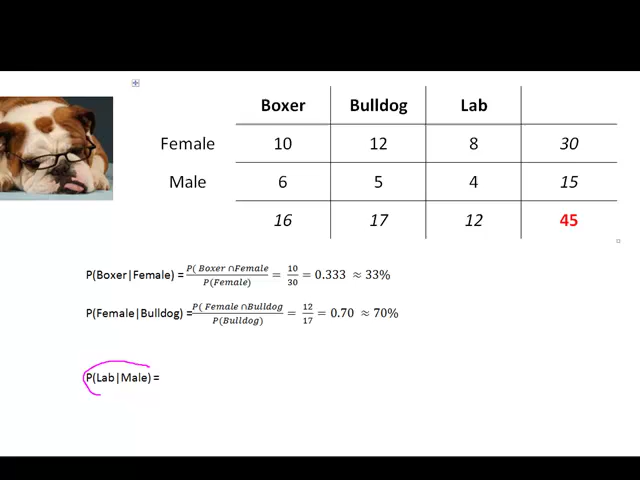 Boxer Bulldog Lab
Female 10 12 8 30
Male 6 5 4 15
16 17 12 45
P(Boxer|Female) = P( Boxer ∩Female / P(Female) = 10/30 = 0.333 ≈ 33%
P(Female|Bulldog) = P( Female ∩Bulldog / P(Bulldog) = 12/17 = 0.70 ≈ 70%
P(Lab|Male) =